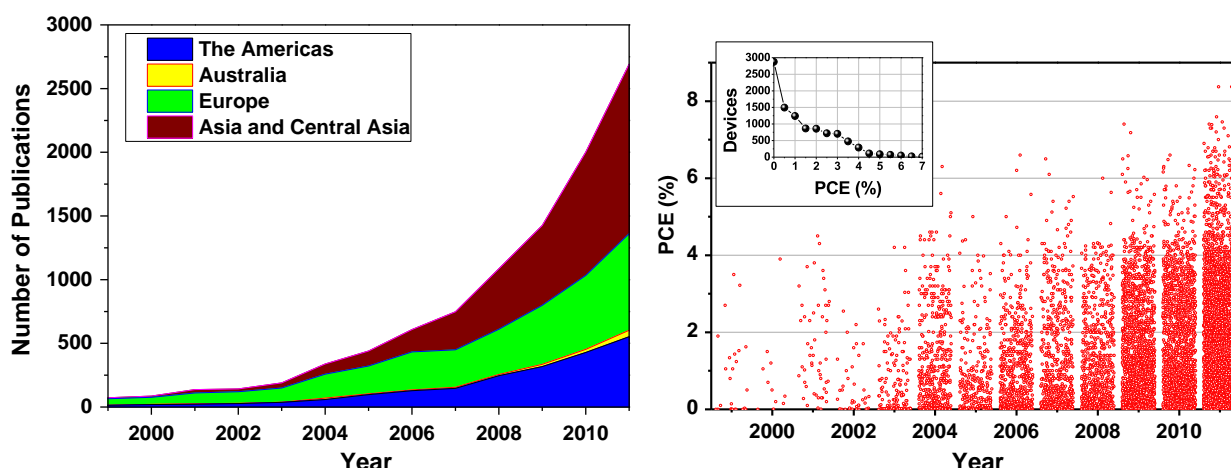 3000
2500
2000
1500
1000
500
0
Number of Publications
The Americas
Australia
Europe
Asia and Central Asia
2000 2002 2004 2006 2008 2010
Year
8
6
4
2
0
PCE (%)
3000
2500
2000
1500
1000
500
0
Devices
0 1 2 3 4 5 6 7
PCE (%)
2000 2002 2004 2006 2008 2010
Year